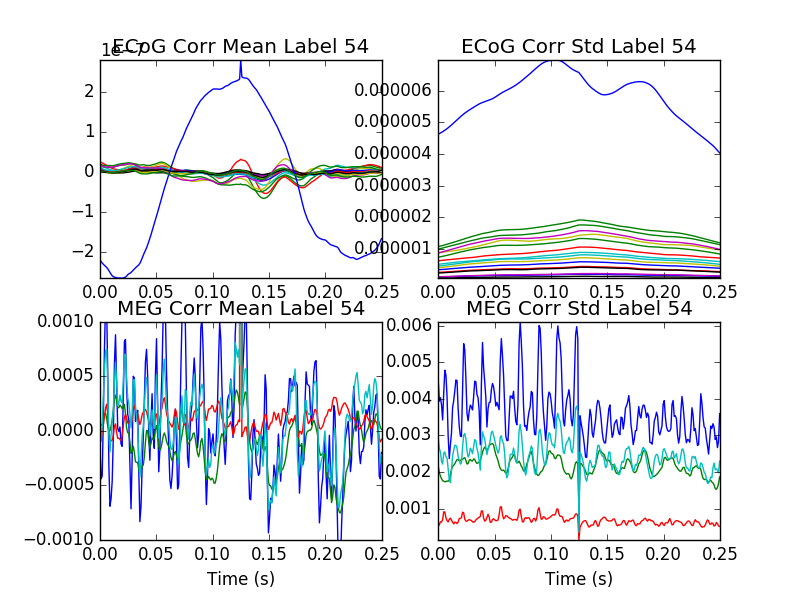 ECoG Corr Mean Label 54
1e−7
2
1
0
−1
−2
0.00 0.05 0.10 0.15 0.20 0.25
ECoG Corr Std Label 54
0.000006
0.000005
0.000004
0.000003
0.000002
0.000001
0.00 0.05 0.10 0.15 0.20 0.25
MEG Corr Mean Label 54
0.0010
0.0005
0.0000
−0.0005
−0.0010
0.00 0.05 0.10 0.15 0.20 0.25
Time (s)
MEG Corr Std Label 54
0.006
0.005
0.004
0.003
0.002
0.001
0.00 0.05 0.10 0.15 0.20 0.25
Time (s)